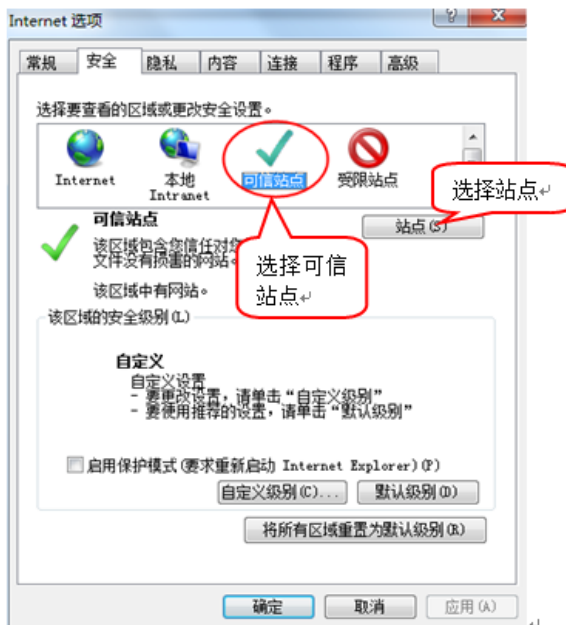 Internet 选项
常规 安全 隐私 内容 连接 程序 高级
选择要查看的区域或更改安全设置。
Internet 本地 Intranet 可信站点 受限站点
选择站点
可信站点
站点(S)
该区域包含您信任对您
文件没有损害的网站。
选择可信
站点
该区域中有网站。
该区域的安全级别(L)
自定义
自定义设置
- 要更改设置,请单击“自定义级别”
- 要使用推荐的设置,请单击“默认级别”
启用保护模式(要求重新启动 Internet Explorer)(P)
自定义级别(C)... 默认级别(D)
将所有区域重置为默认级别(R)
确定 取消 应用(A)